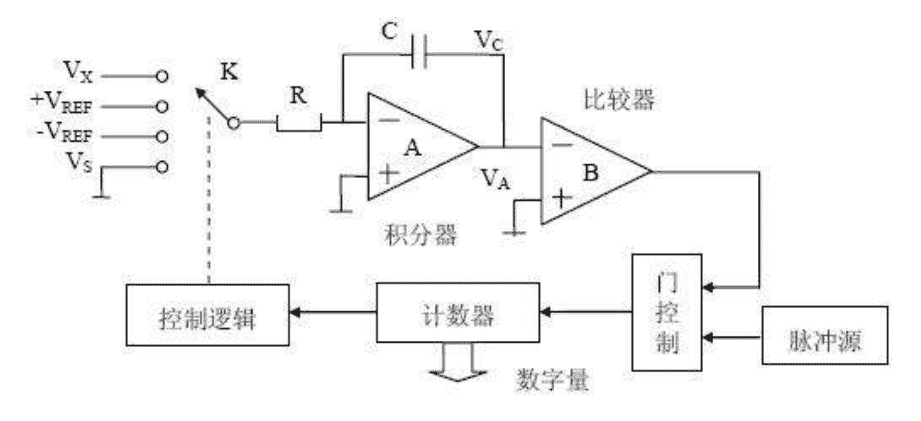 C
V_C
V_X
K
+V_REF
R
比较器
-V_REF
−
A
−
B
V_S
+
V_A
+
积分器
门控制
控制逻辑
计数器
脉冲源
数字量